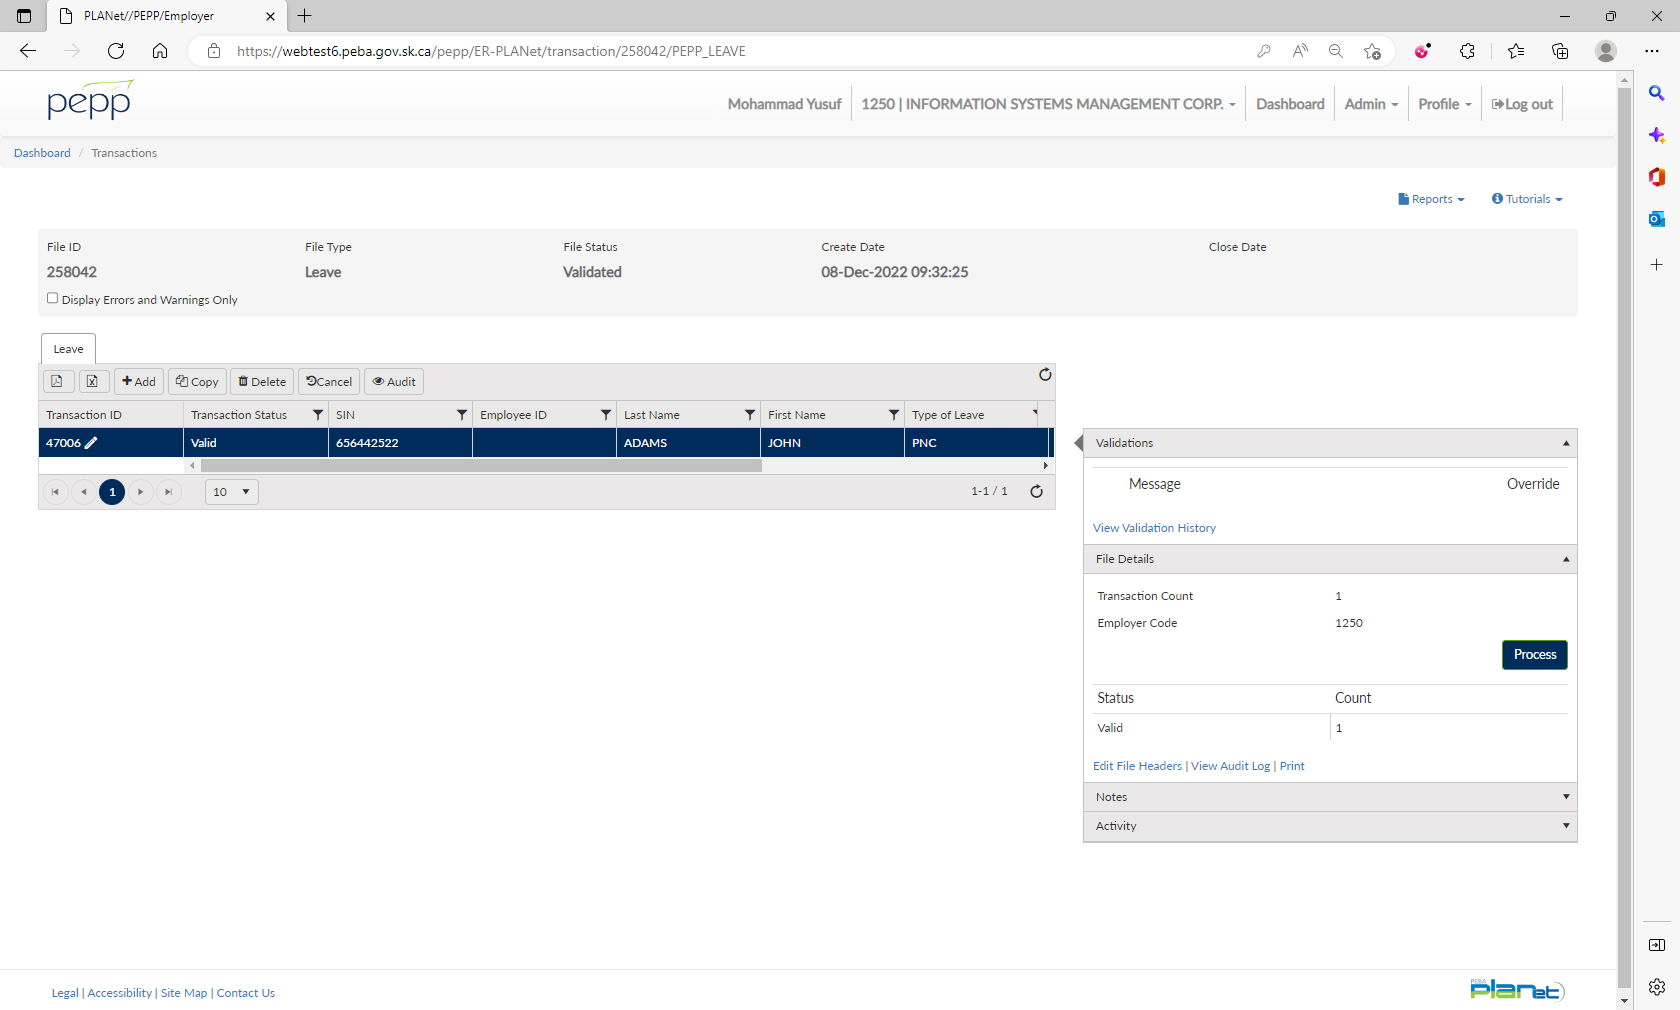 PLANet//PEPP/Employer
https://webtest6.peba.gov.sk.ca/pepp/ER-PLANet/transaction/258042/PEPP_LEAVE
pepp
Mohammad Yusuf
1250 | INFORMATION SYSTEMS MANAGEMENT CORP.
Dashboard
Admin
Profile
Log out
Dashboard / Transactions
Reports
Tutorials
File ID
File Type
File Status
Create Date
Close Date
258042
Leave
Validated
08-Dec-2022 09:32:25
Display Errors and Warnings Only
Leave
Add
Copy
Delete
Cancel
Audit
Transaction ID
Transaction Status
SIN
Employee ID
Last Name
First Name
Type of Leave
47006
Valid
656442522
ADAMS
JOHN
PNC
1
10
1-1 / 1
Validations
Message
Override
View Validation History
File Details
Transaction Count
1
Employer Code
1250
Process
Status
Count
Valid
1
Edit File Headers | View Audit Log | Print
Notes
Activity
Legal | Accessibility | Site Map | Contact Us
PEBA
planet